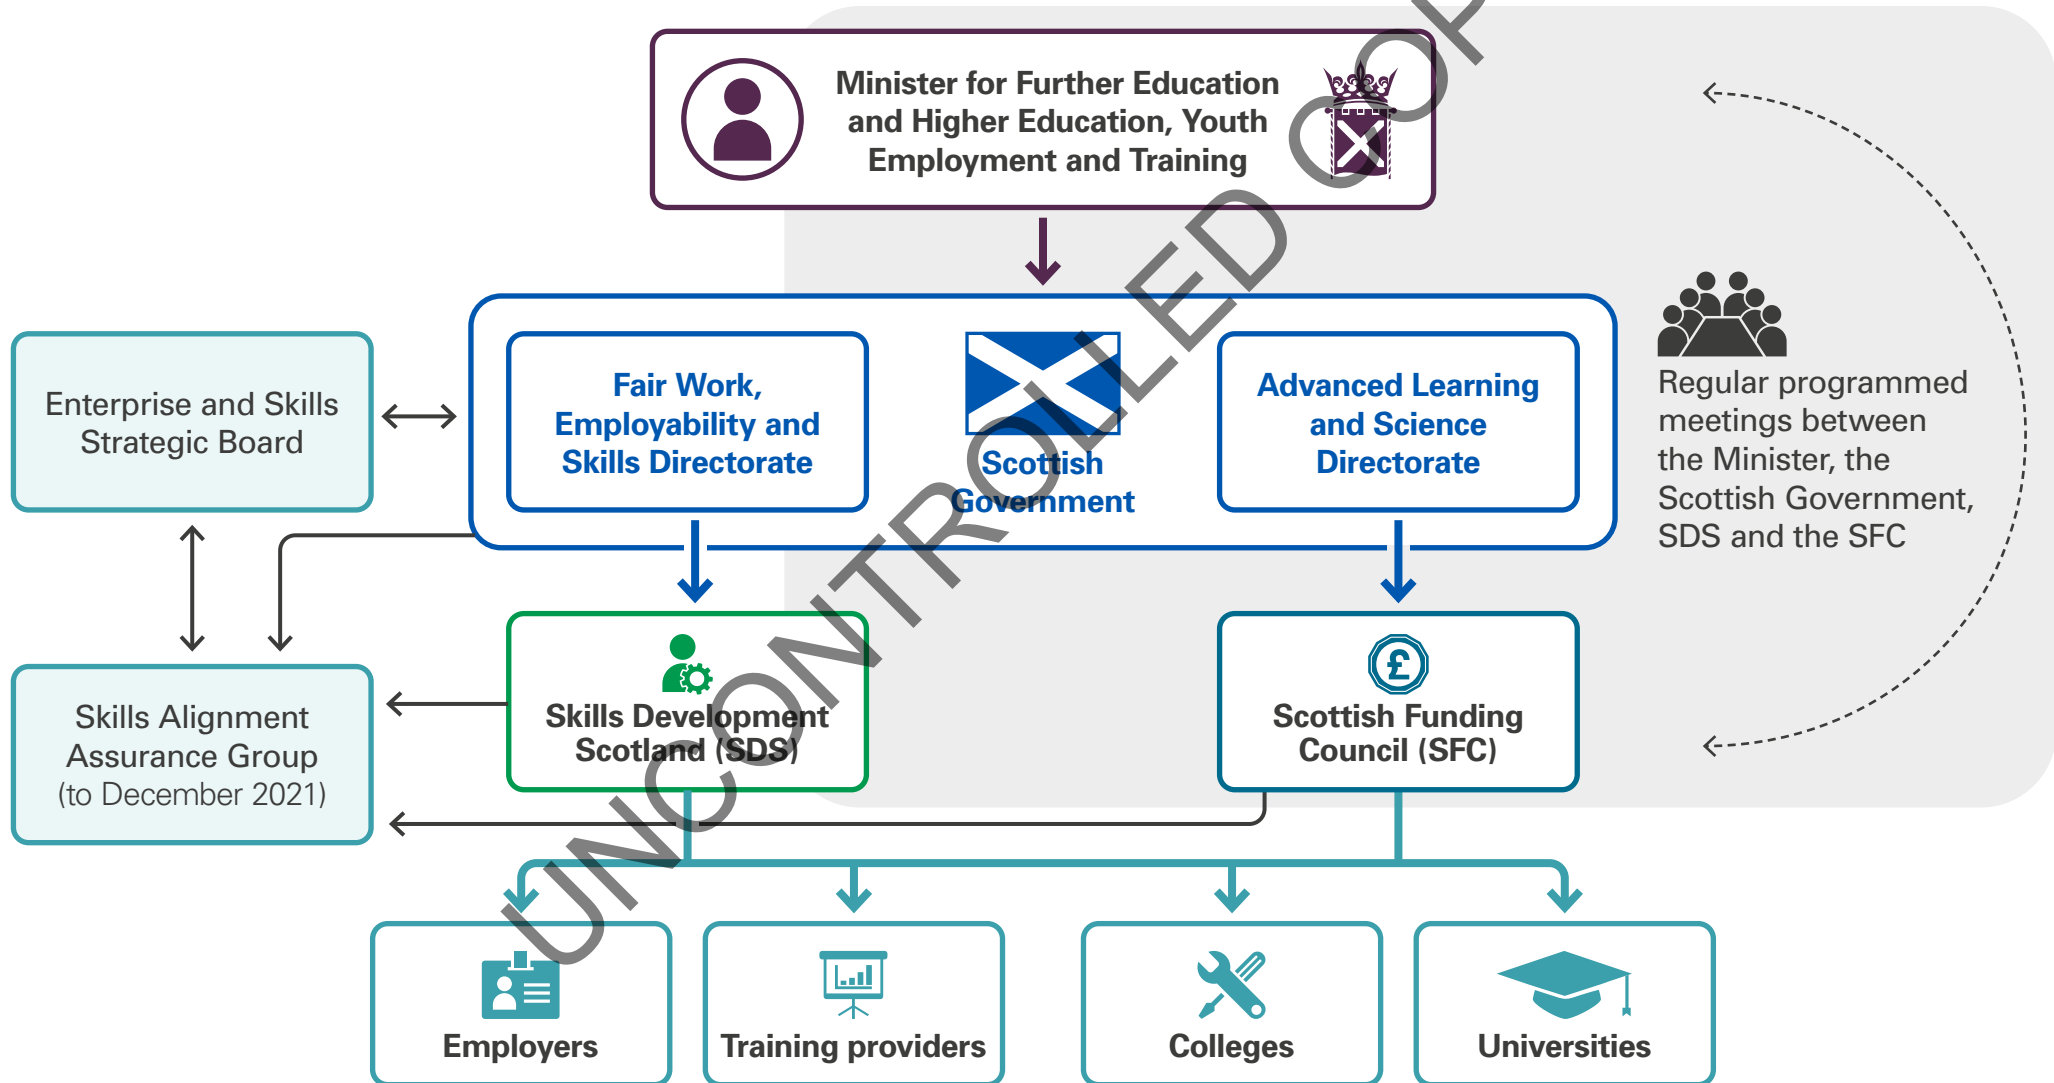 Minister for Further Education
and Higher Education, Youth
Employment and Training
Enterprise and Skills
Strategic Board
Fair Work,
Employability and
Skills Directorate
Scottish
Government
Advanced Learning
and Science
Directorate
Regular programmed
meetings between
the Minister, the
Scottish Government,
SDS and the SFC
Skills Alignment
Assurance Group
(to December 2021)
Skills Development
Scotland (SDS)
£
Scottish Funding
Council (SFC)
Employers
Training providers
Colleges
Universities
UNCONTROLLED